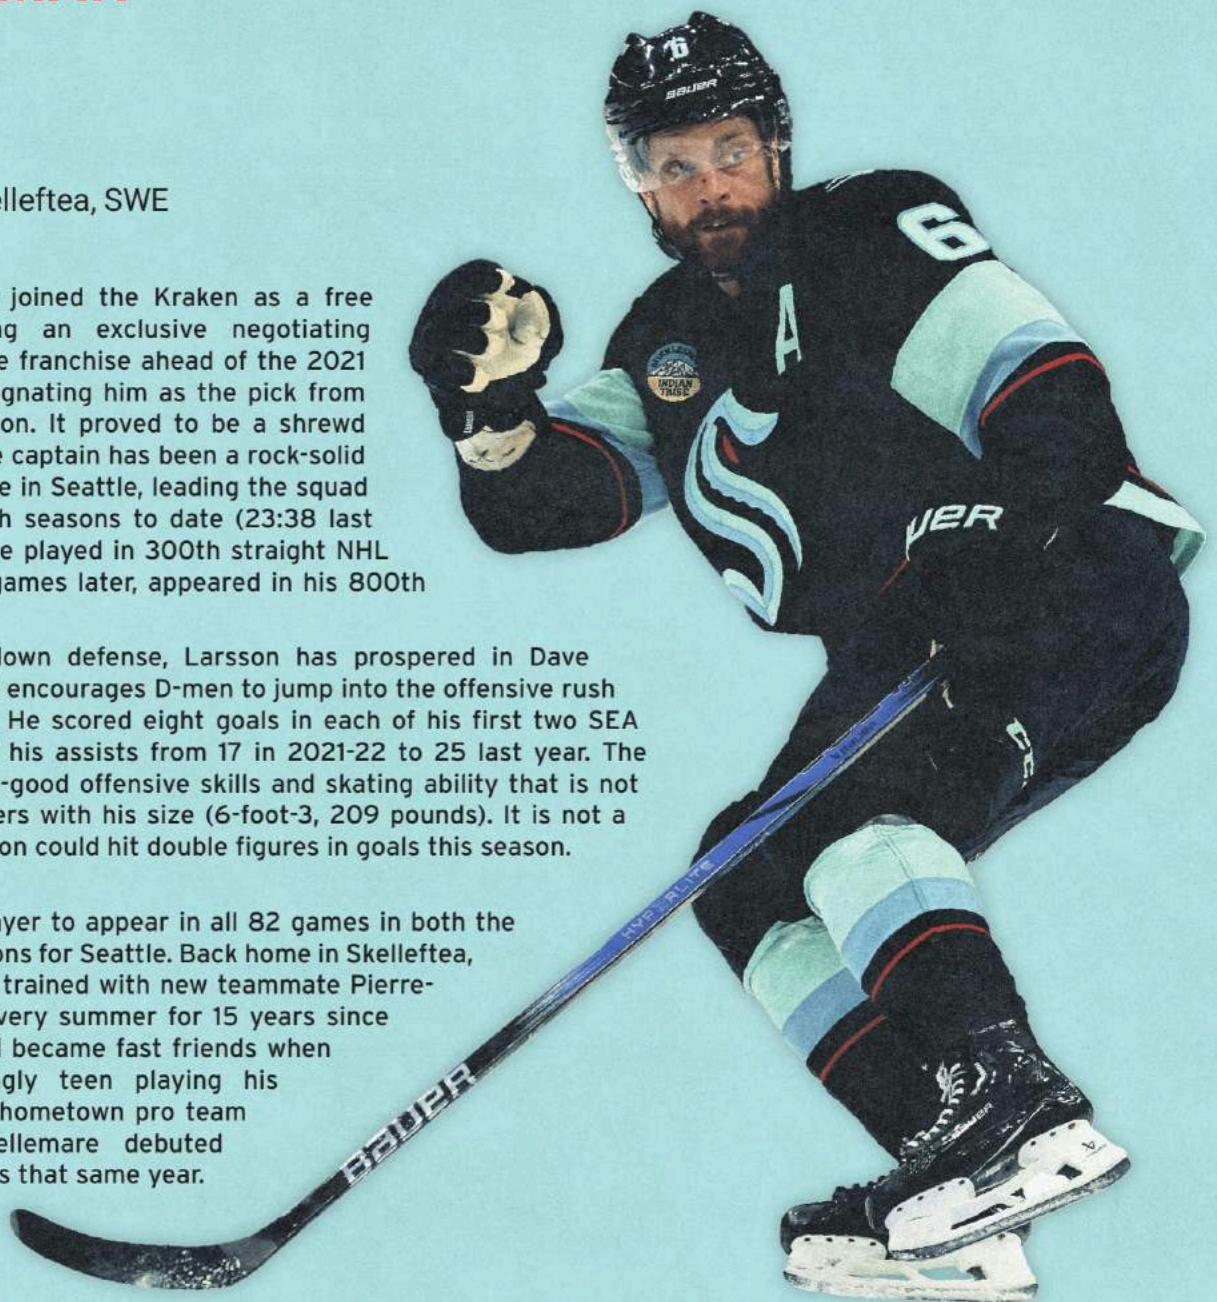 elleftea, SWE
joined the Kraken as a free
ng an exclusive negotiating
e franchise ahead of the 2021
gnating him as the pick from
on. It proved to be a shrewd
e captain has been a rock-solid
e in Seattle, leading the squad
h seasons to date (23:38 last
e played in 300th straight NHL
games later, appeared in his 800th
down defense, Larsson has prospered in Dave
encourages D-men to jump into the offensive rush
He scored eight goals in each of his first two SEA
his assists from 17 in 2021-22 to 25 last year. The
-good offensive skills and skating ability that is not
ers with his size (6-foot-3, 209 pounds). It is not a
on could hit double figures in goals this season.
ayer to appear in all 82 games in both the
ons for Seattle. Back home in Skelleftea,
trained with new teammate Pierre-
very summer for 15 years since
d became fast friends when
ngly teen playing his
hometown pro team
ellemare debuted
s that same year.
6
BAUER
6
A
INDIAN
TRIBE
UER
HYPERLITE
BAUER
BAUER